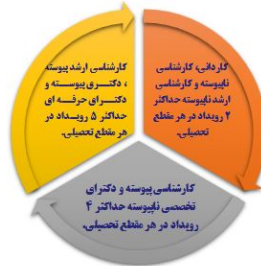 کاردانی، کارشناسی
ناپیوسته و کارشناسی
ارشد ناپیوسته حداکثر
۲ رویداد در هر مقطع
تحصیلی.
کارشناسی ارشد پیوسته
، دکتری پیوسته و
دکترای حرفه ای
حداکثر ۵ رویداد در
هر مقطع تحصیلی.
کارشناسی پیوسته و دکترای
تخصصی ناپیوسته حداکثر ۴
رویداد در هر مقطع تحصیلی.